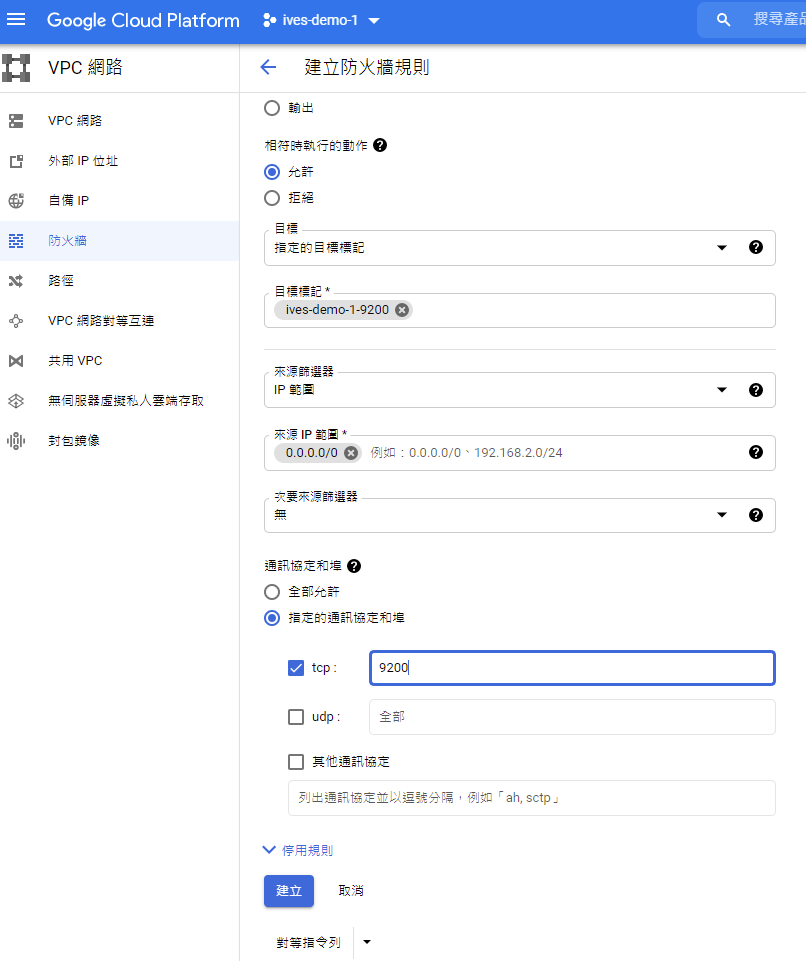 Google Cloud Platform
ives-demo-1
搜尋產品
VPC 網路
建立防火牆規則
VPC 網路
外部 IP 位址
自備 IP
防火牆
路徑
VPC 網路對等互連
共用 VPC
無伺服器虛擬私人雲端存取
封包鏡像
輸出
相符時執行的動作
允許
拒絕
目標
指定的目標標記
目標標記 *
ives-demo-1-9200
來源篩選器
IP 範圍
來源 IP 範圍 *
0.0.0.0/0 例如：0.0.0.0/0、192.168.2.0/24
次要來源篩選器
無
通訊協定和埠
全部允許
指定的通訊協定和埠
tcp : 9200
udp : 全部
其他通訊協定
列出通訊協定並以逗號分隔，例如「ah, sctp」
停用規則
建立 取消
對等指令列